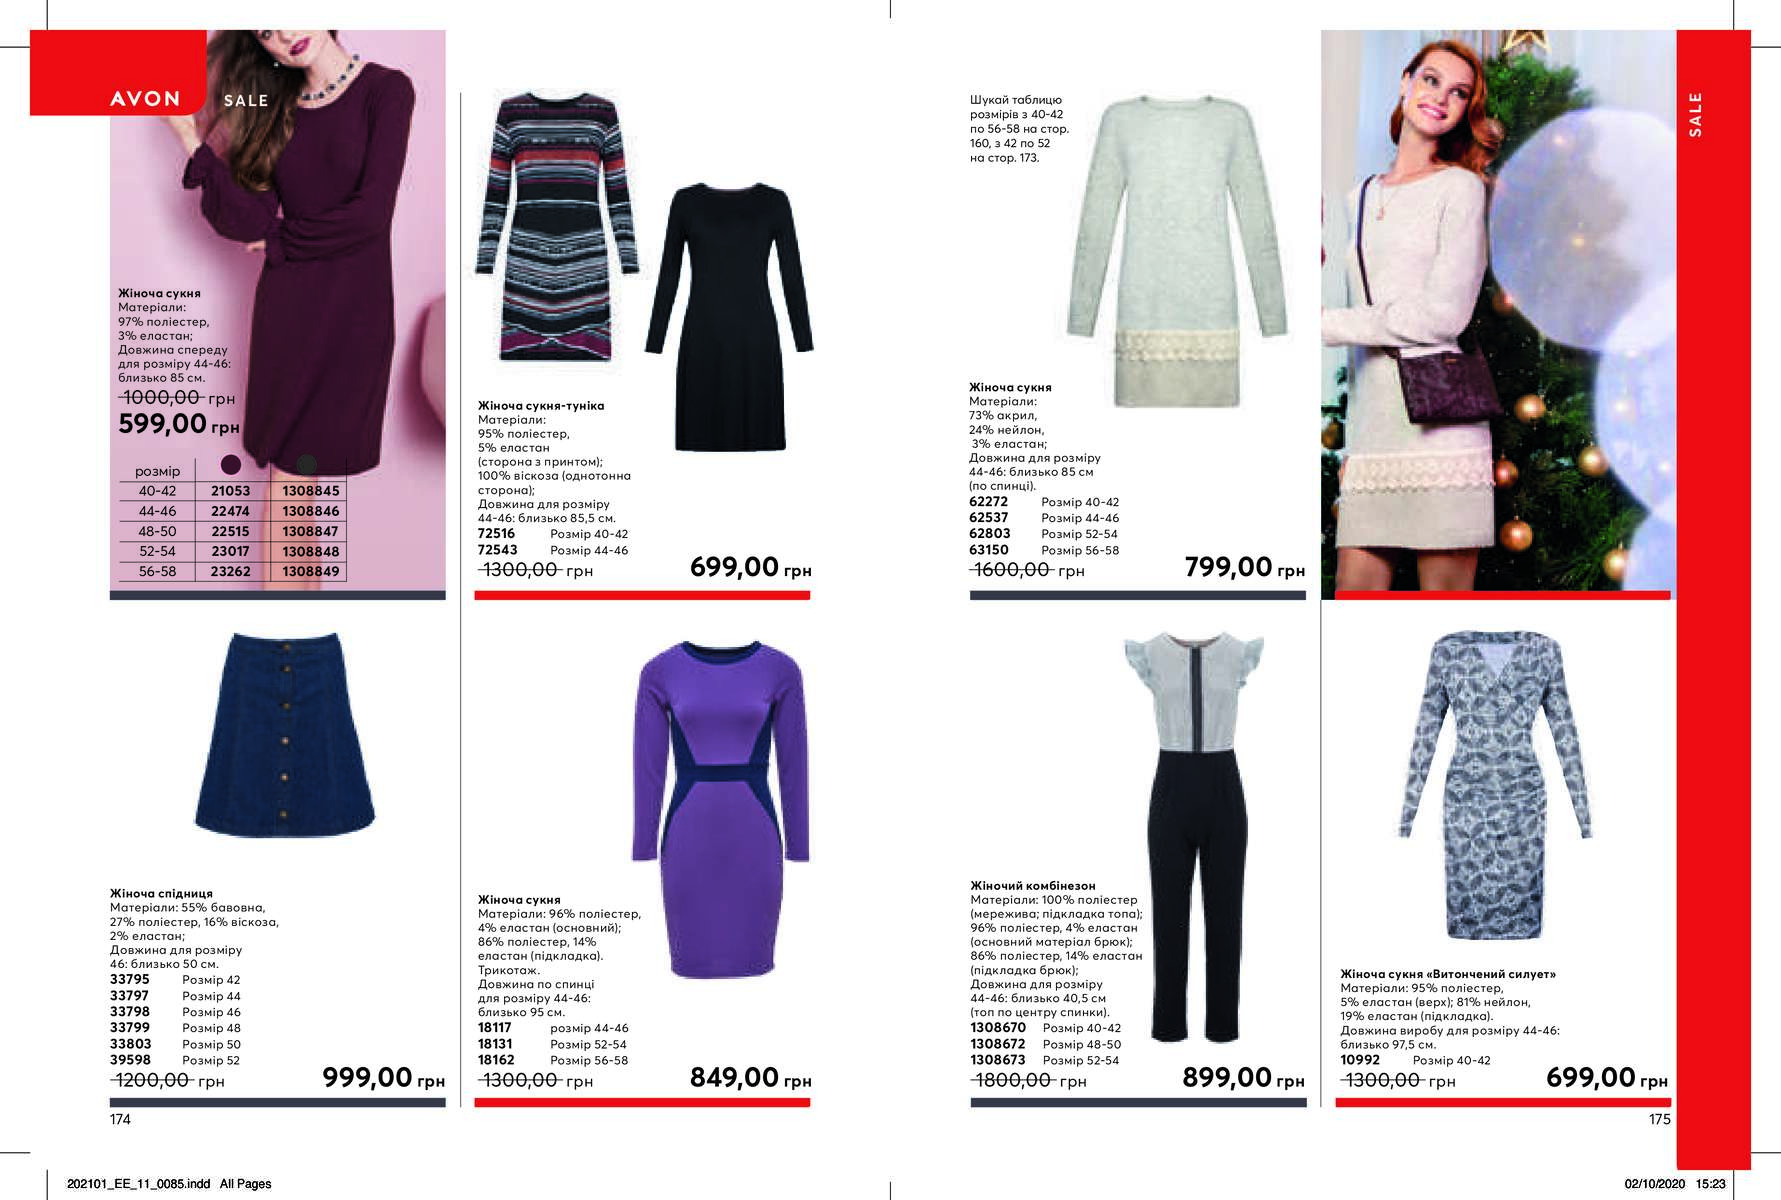 AVON
SALE
Жіноча сукня
Матеріали:
97% поліестер,
3% еластан;
Довжина спереду
для розміру 44-46:
близько 85 см.
1000,00 грн
599,00 грн
розмір
40-42 21053 1308845
44-46 22474 1308846
48-50 22515 1308847
52-54 23017 1308848
56-58 23262 1308849
Жіноча сукня-туніка
Матеріали:
95% поліестер,
5% еластан
(сторона з принтом);
100% віскоза (однотонна
сторона);
Довжина для розміру
44-46: близько 85,5 см.
72516 Розмір 40-42
72543 Розмір 44-46
1300,00 грн
699,00 грн
Жіноча спідниця
Матеріали: 55% бавовна,
27% поліестер, 16% віскоза,
2% еластан;
Довжина для розміру
46: близько 50 см.
33795 Розмір 42
33797 Розмір 44
33798 Розмір 46
33799 Розмір 48
33803 Розмір 50
39598 Розмір 52
1200,00 грн
999,00 грн
Жіноча сукня
Матеріали: 96% поліестер,
4% еластан (основний);
86% поліестер, 14%
еластан (підкладка).
Трикотаж.
Довжина по спинці
для розміру 44-46:
близько 95 см.
18117 розмір 44-46
18131 Розмір 52-54
18162 Розмір 56-58
1300,00 грн
849,00 грн
174
Шукай таблицю
розмірів з 40-42
по 56-58 на стор.
160, з 42 по 52
на стор. 173.
Жіноча сукня
Матеріали:
73% акрил,
24% нейлон,
3% еластан;
Довжина для розміру
44-46: близько 85 см
(по спинці).
62272 Розмір 40-42
62537 Розмір 44-46
62803 Розмір 52-54
63150 Розмір 56-58
1600,00 грн
799,00 грн
SALE
Жіночий комбінезон
Матеріали: 100% поліестер
(мережива; підкладка топа);
96% поліестер, 4% еластан
(основний матеріал брюк);
86% поліестер, 14% еластан
(підкладка брюк);
Довжина для розміру
44-46: близько 40,5 см
(топ по центру спинки).
1308670 Розмір 40-42
1308672 Розмір 48-50
1308673 Розмір 52-54
1800,00 грн
899,00 грн
Жіноча сукня «Витончений силует»
Матеріали: 95% поліестер,
5% еластан (верх); 81% нейлон,
19% еластан (підкладка).
Довжина виробу для розміру 44-46:
близько 97,5 см.
10992 Розмір 40-42
1300,00 грн
699,00 грн
175
202101_EE_11_0085.indd All Pages
02/10/2020 15:23